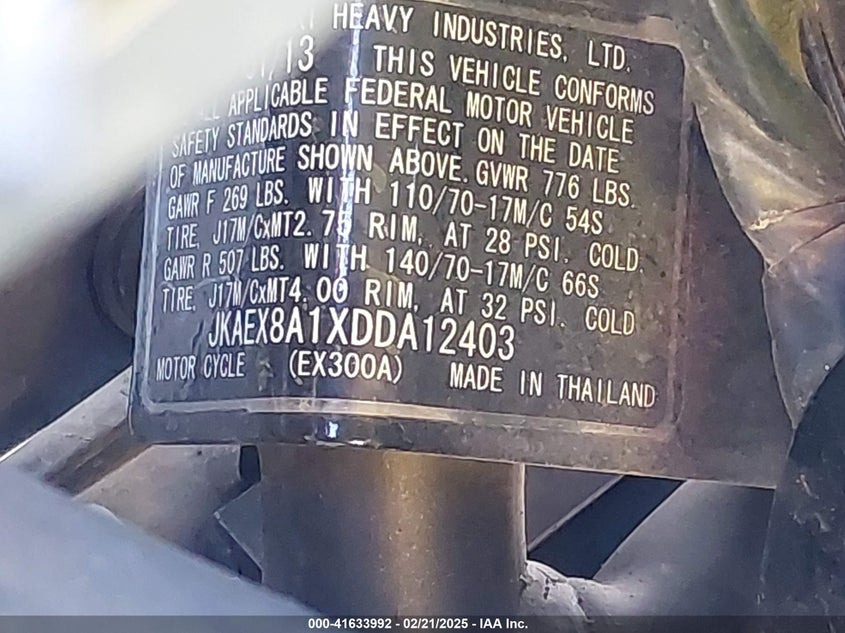 HEAVY INDUSTRIES, LTD.
/13 THIS VEHICLE CONFORMS
APPLICABLE FEDERAL MOTOR VEHICLE
SAFETY STANDARDS IN EFFECT ON THE DATE
OF MANUFACTURE SHOWN ABOVE. GVWR 776 LBS.
GAWR F 269 LBS. WITH 110/70-17M/C 54S
TIRE, J17M/CxMT2.75 RIM, AT 28 PSI. COLD.
GAWR R 507 LBS. WITH 140/70-17M/C 66S
TIRE, J17M/CxMT4.00 RIM, AT 32 PSI. COLD
JKAEX8A1XDDA12403
MOTOR CYCLE (EX300A) MADE IN THAILAND
000-41633992 - 02/21/2025 - IAA Inc.